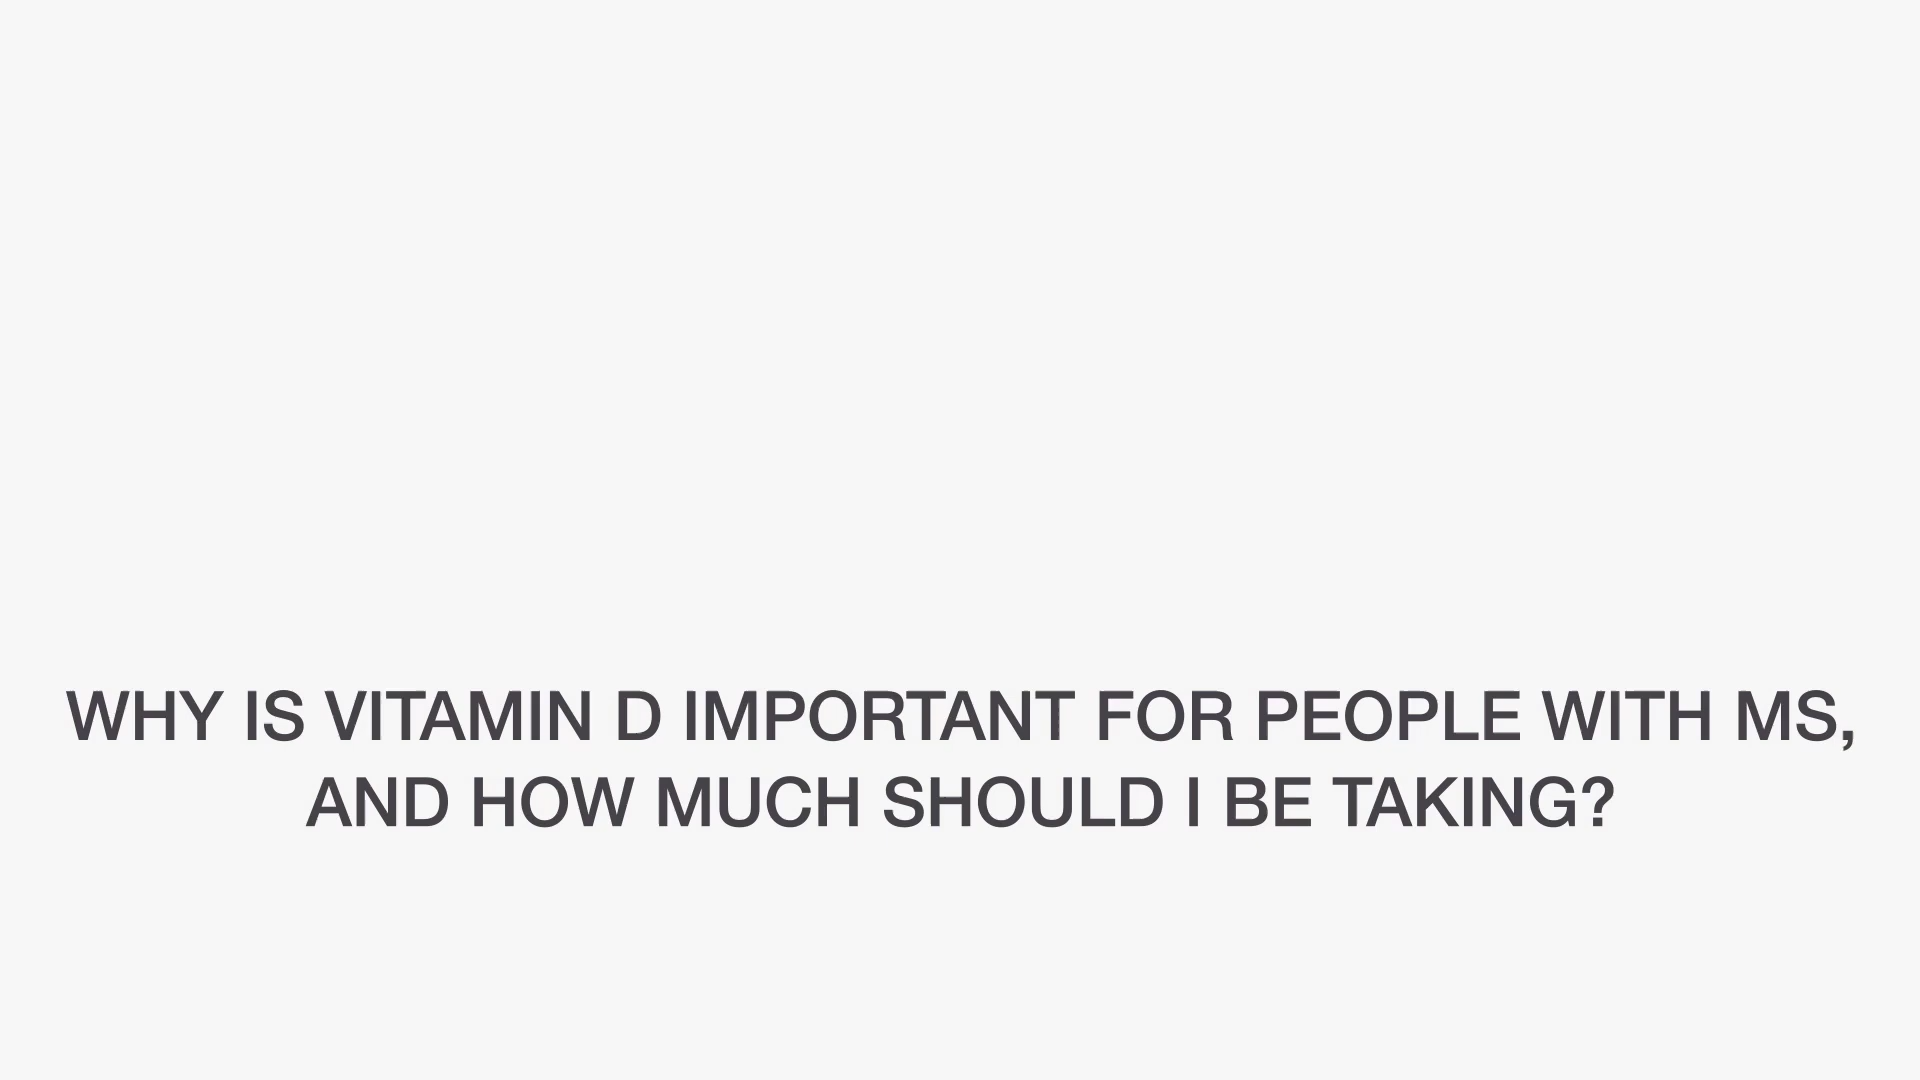 WHY IS VITAMIN D IMPORTANT FOR PEOPLE WITH MS,
AND HOW MUCH SHOULD I BE TAKING?